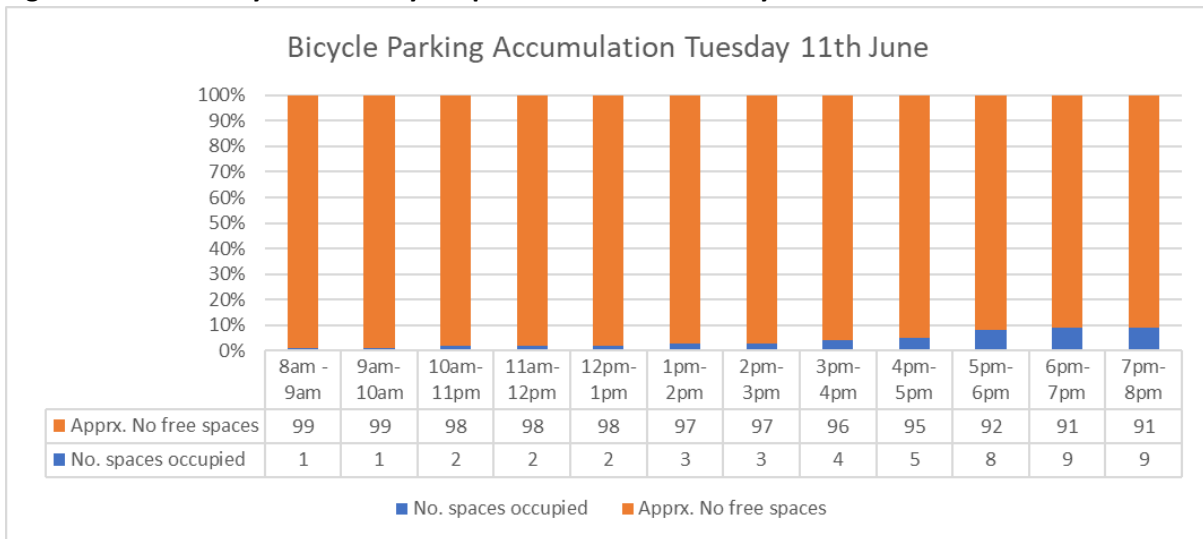 Bicycle Parking Accumulation Tuesday 11th June
100%
90%
80%
70%
60%
50%
40%
30%
20%
10%
0%
8am - 9am- 10am- 11am- 12pm- 1pm- 2pm- 3pm- 4pm- 5pm- 6pm- 7pm-
9am 10am 11pm 12pm 1pm 2pm 3pm 4pm 5pm 6pm 7pm 8pm
Apprx. No free spaces 99 99 98 98 98 97 97 96 95 92 91 91
No. spaces occupied 1 1 2 2 2 3 3 4 5 8 9 9
No. spaces occupied Apprx. No free spaces